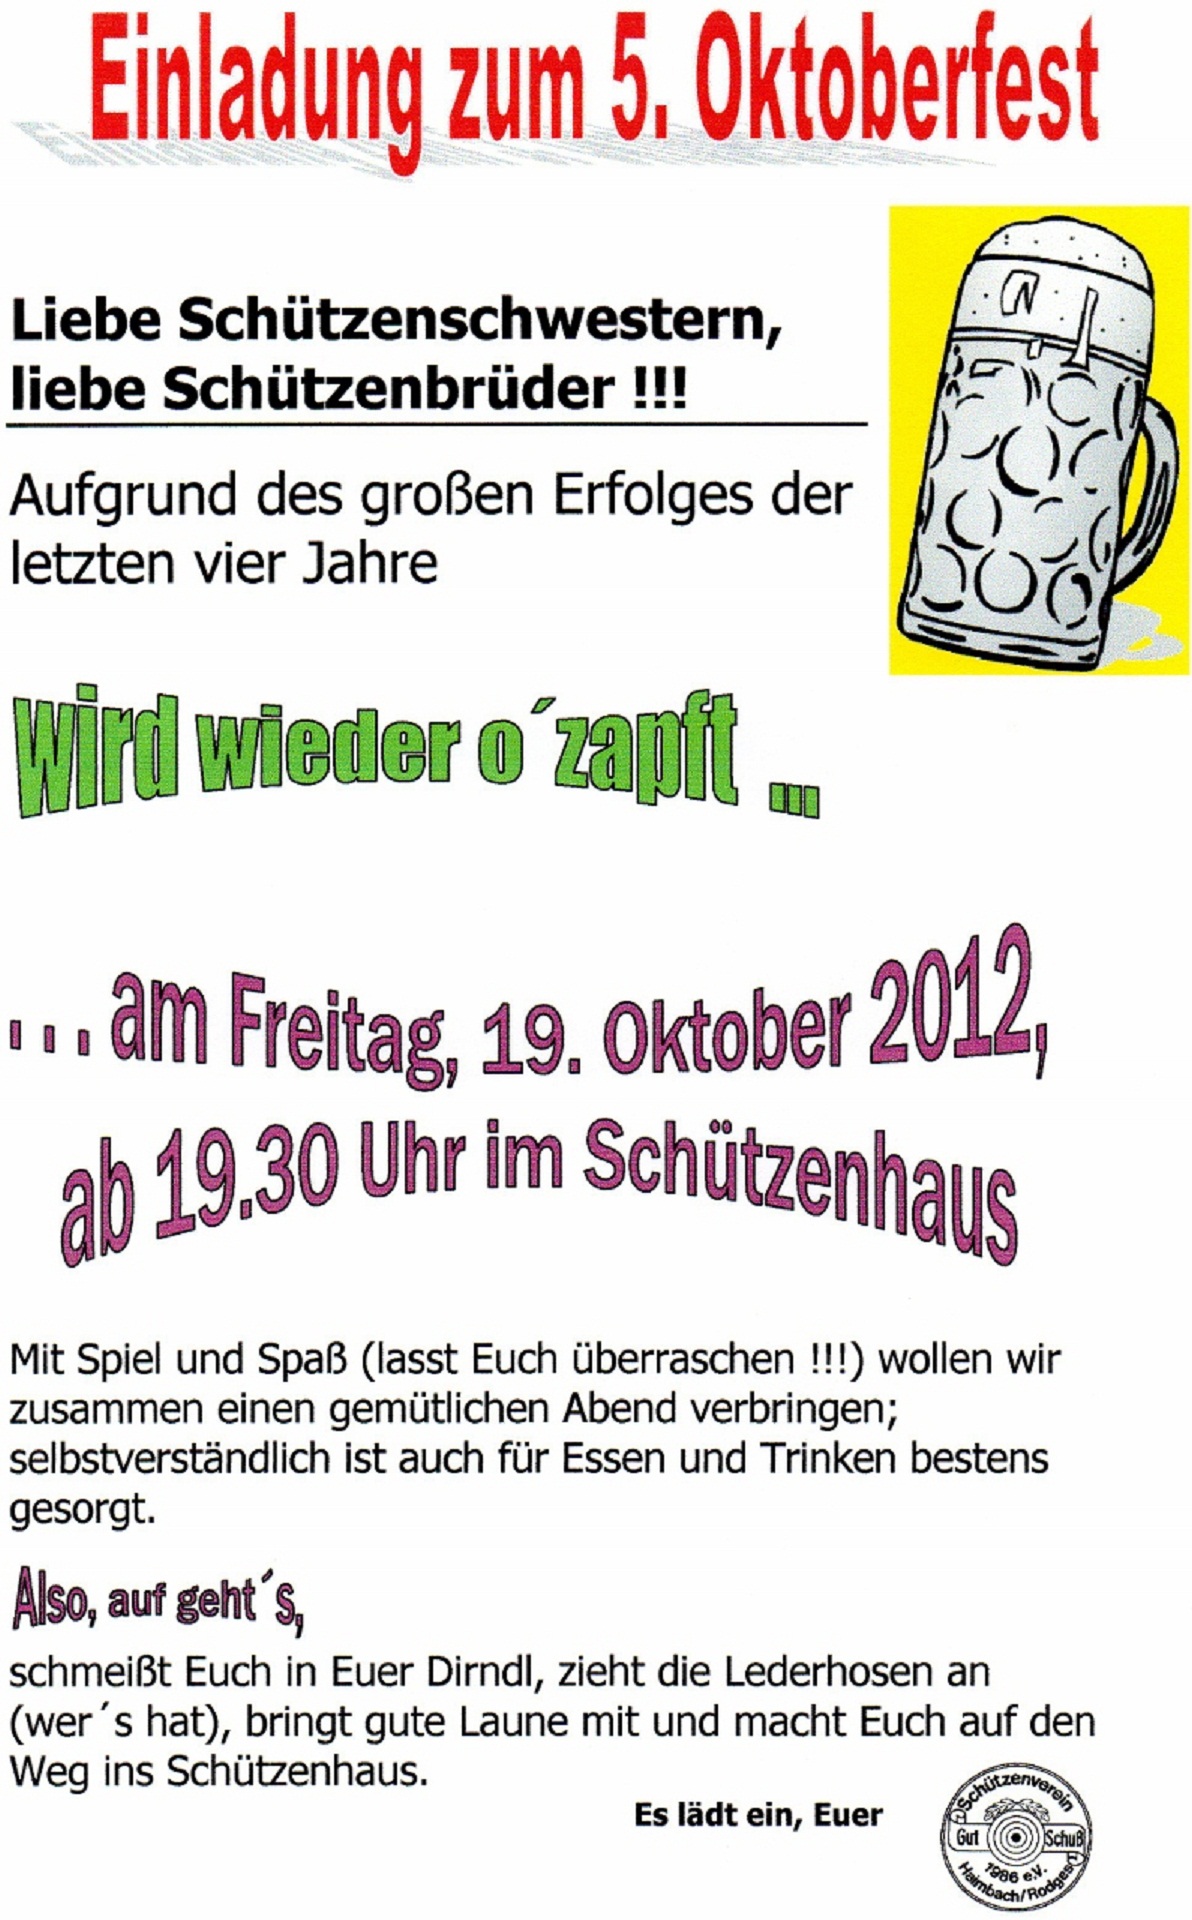 Einladung zum 5. Oktoberfest
Liebe Schützenschwestern,
liebe Schützenbrüder !!!
Aufgrund des großen Erfolges der
letzten vier Jahre
Wird wieder o´zapft ...
. . . am Freitag, 19. Oktober 2012,
ab 19.30 Uhr im Schützenhaus
Mit Spiel und Spaß (lasst Euch überraschen !!!) wollen wir
zusammen einen gemütlichen Abend verbringen;
selbstverständlich ist auch für Essen und Trinken bestens
gesorgt.
Also, auf geht´s,
schmeißt Euch in Euer Dirndl, zieht die Lederhosen an
(wer´s hat), bringt gute Laune mit und macht Euch auf den
Weg ins Schützenhaus.
Es lädt ein, Euer
Schützenverein
Gut Schuß
1986 e.V.
Haimbach/Rodges